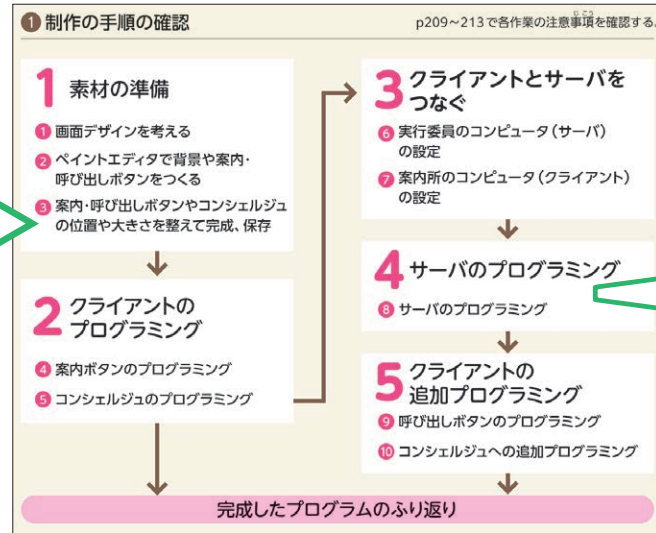 1 制作の手順の確認
p209~213で各作業の注意事項を確認する。
じこう
1 素材の準備
1 画面デザインを考える
2 ペイントエディタで背景や案内・
呼び出しボタンをつくる
3 案内・呼び出しボタンやコンシェルジュ
の位置や大きさを整えて完成、保存
2 クライアントの
プログラミング
4 案内ボタンのプログラミング
5 コンシェルジュのプログラミング
3 クライアントとサーバを
つなぐ
6 実行委員のコンピュータ(サーバ)
の設定
7 案内所のコンピュータ(クライアント)
の設定
4 サーバのプログラミング
8 サーバのプログラミング
5 クライアントの
追加プログラミング
9 呼び出しボタンのプログラミング
10 コンシェルジュへの追加プログラミング
完成したプログラムのふり返り